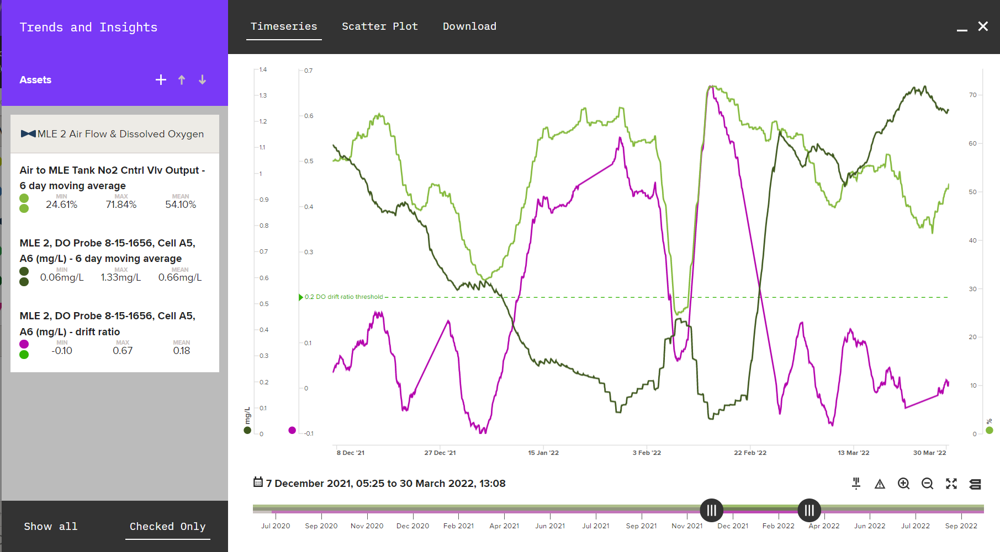 Trends and Insights
Timeseries Scatter Plot Download
Assets
MLE 2 Air Flow & Dissolved Oxygen
Air to MLE Tank No2 Cntrl Vlv Output -
6 day moving average
MIN MAX MEAN
24.61% 71.84% 54.10%
MLE 2, DO Probe 8-15-1656, Cell A5,
A6 (mg/L) - 6 day moving average
MIN MAX MEAN
0.06mg/L 1.33mg/L 0.66mg/L
MLE 2, DO Probe 8-15-1656, Cell A5,
A6 (mg/L) - drift ratio
MIN MAX MEAN
-0.10 0.67 0.18
Show all Checked Only
1.4
1.3
1.2
1.1
1
0.9
0.8
0.7
0.6
0.5
0.4
0.3
0.2
0.1
0
mg/L
0.7
0.6
0.5
0.4
0.3
0.2 DO drift ratio threshold
0.1
0
-0.1
70
60
50
40
30
20
10
0
%
8 Dec '21 27 Dec '21 15 Jan '22 3 Feb '22 22 Feb '22 13 Mar '22 30 Mar '22
7 December 2021, 05:25 to 30 March 2022, 13:08
Jul 2020 Sep 2020 Nov 2020 Dec 2020 Feb 2021 Apr 2021 Jun 2021 Jul 2021 Sep 2021 Nov 2021 Dec 2021 Feb 2022 Apr 2022 Jun 2022 Jul 2022 Sep 2022